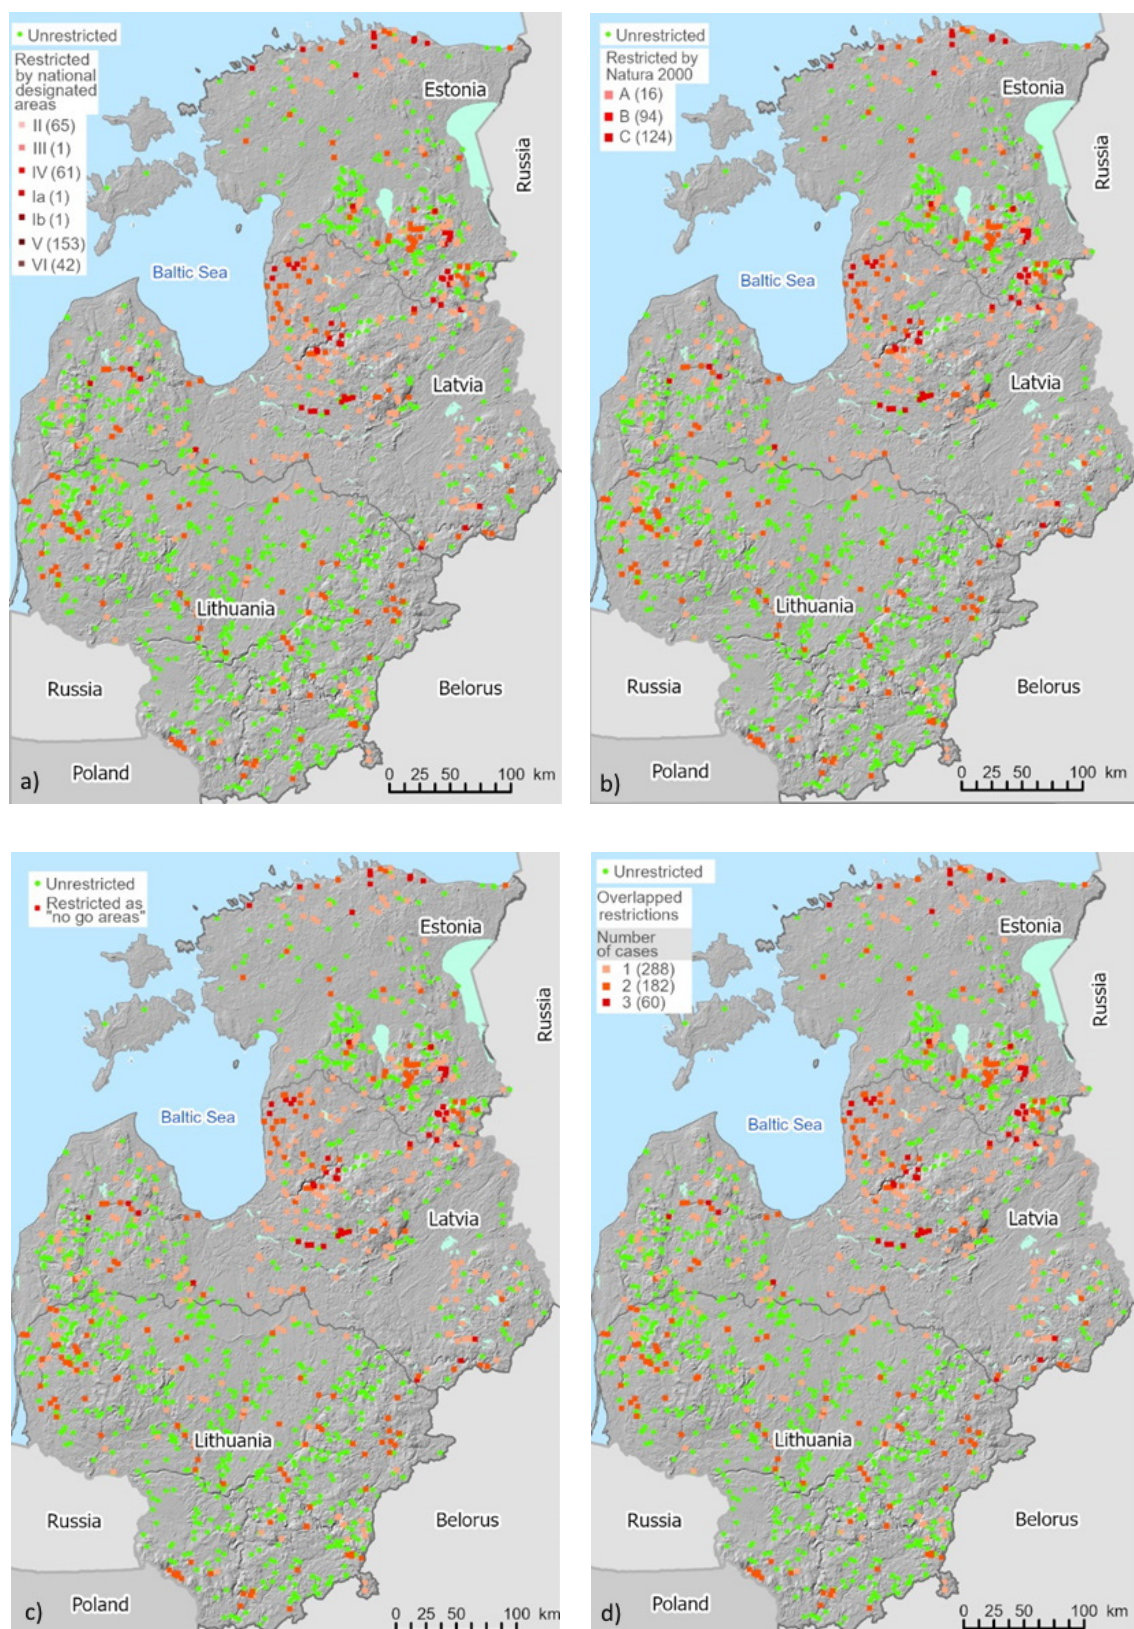 Unrestricted
Restricted
by national
designated
areas
II (65)
III (1)
IV (61)
Ia (1)
Ib (1)
V (153)
VI (42)
Estonia
Russia
Baltic Sea
Latvia
Lithuania
Russia
Belorus
Poland
a)
0 25 50 100 km
Unrestricted
Restricted by
Natura 2000
A (16)
B (94)
C (124)
Estonia
Russia
Baltic Sea
Latvia
Lithuania
Russia
Belorus
Poland
b)
0 25 50 100 km
Unrestricted
Restricted as
"no go areas"
Estonia
Russia
Baltic Sea
Latvia
Lithuania
Russia
Belorus
Poland
c)
0 25 50 100 km
Unrestricted
Overlapped
restrictions
Number
of cases
1 (288)
2 (182)
3 (60)
Estonia
Russia
Baltic Sea
Latvia
Lithuania
Russia
Belorus
Poland
d)
0 25 50 100 km